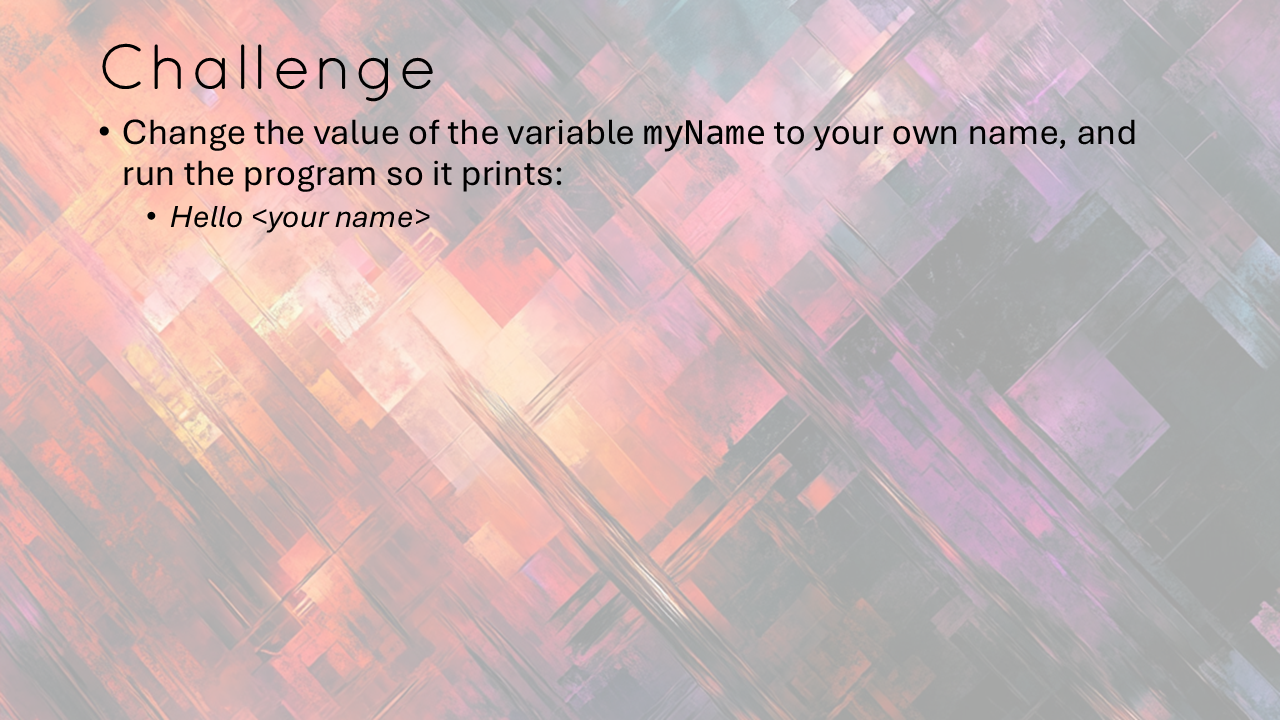 Challenge
• Change the value of the variable myName to your own name, and
run the program so it prints:
• Hello <your name>